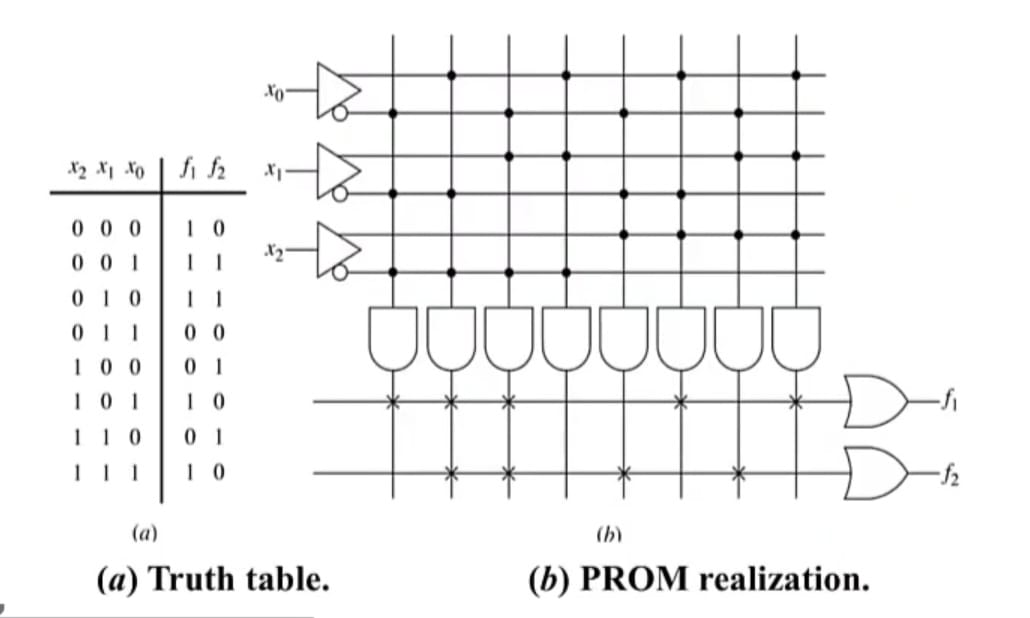 x₀
x₂ x₁ x₀ f₁ f₂
x₁
0 0 0 1 0
x₂
0 0 1 1 1
0 1 0 1 1
0 1 1 0 0
1 0 0 0 1
1 0 1 1 0
f₁
1 1 0 0 1
1 1 1 1 0
f₂
(a)
(b)
(a) Truth table.
(b) PROM realization.